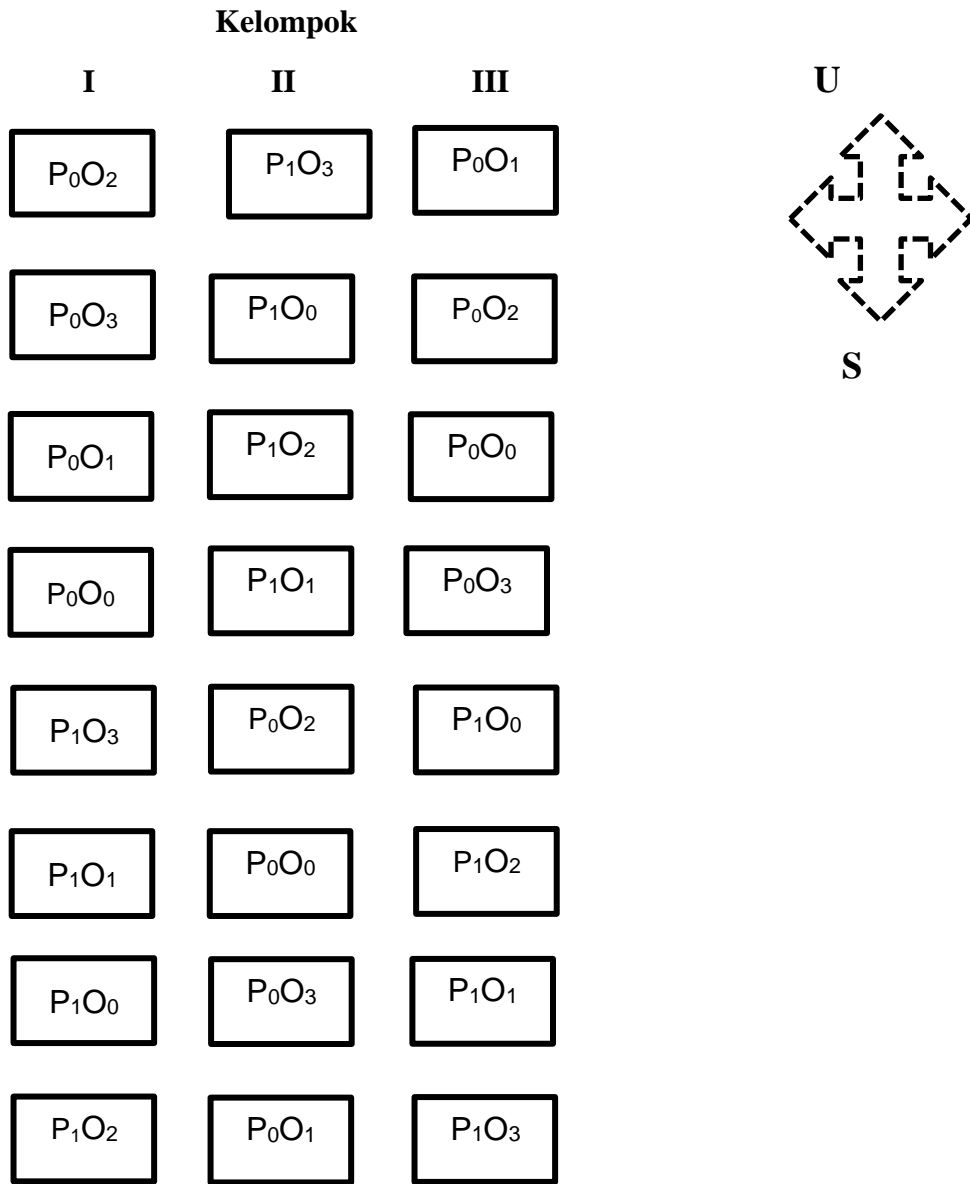 Kelompok
I II III U
P₀O₂ P₁O₃ P₀O₁
P₀O₃ P₁O₀ P₀O₂
S
P₀O₁ P₁O₂ P₀O₀
P₀O₀ P₁O₁ P₀O₃
P₁O₃ P₀O₂ P₁O₀
P₁O₁ P₀O₀ P₁O₂
P₁O₀ P₀O₃ P₁O₁
P₁O₂ P₀O₁ P₁O₃